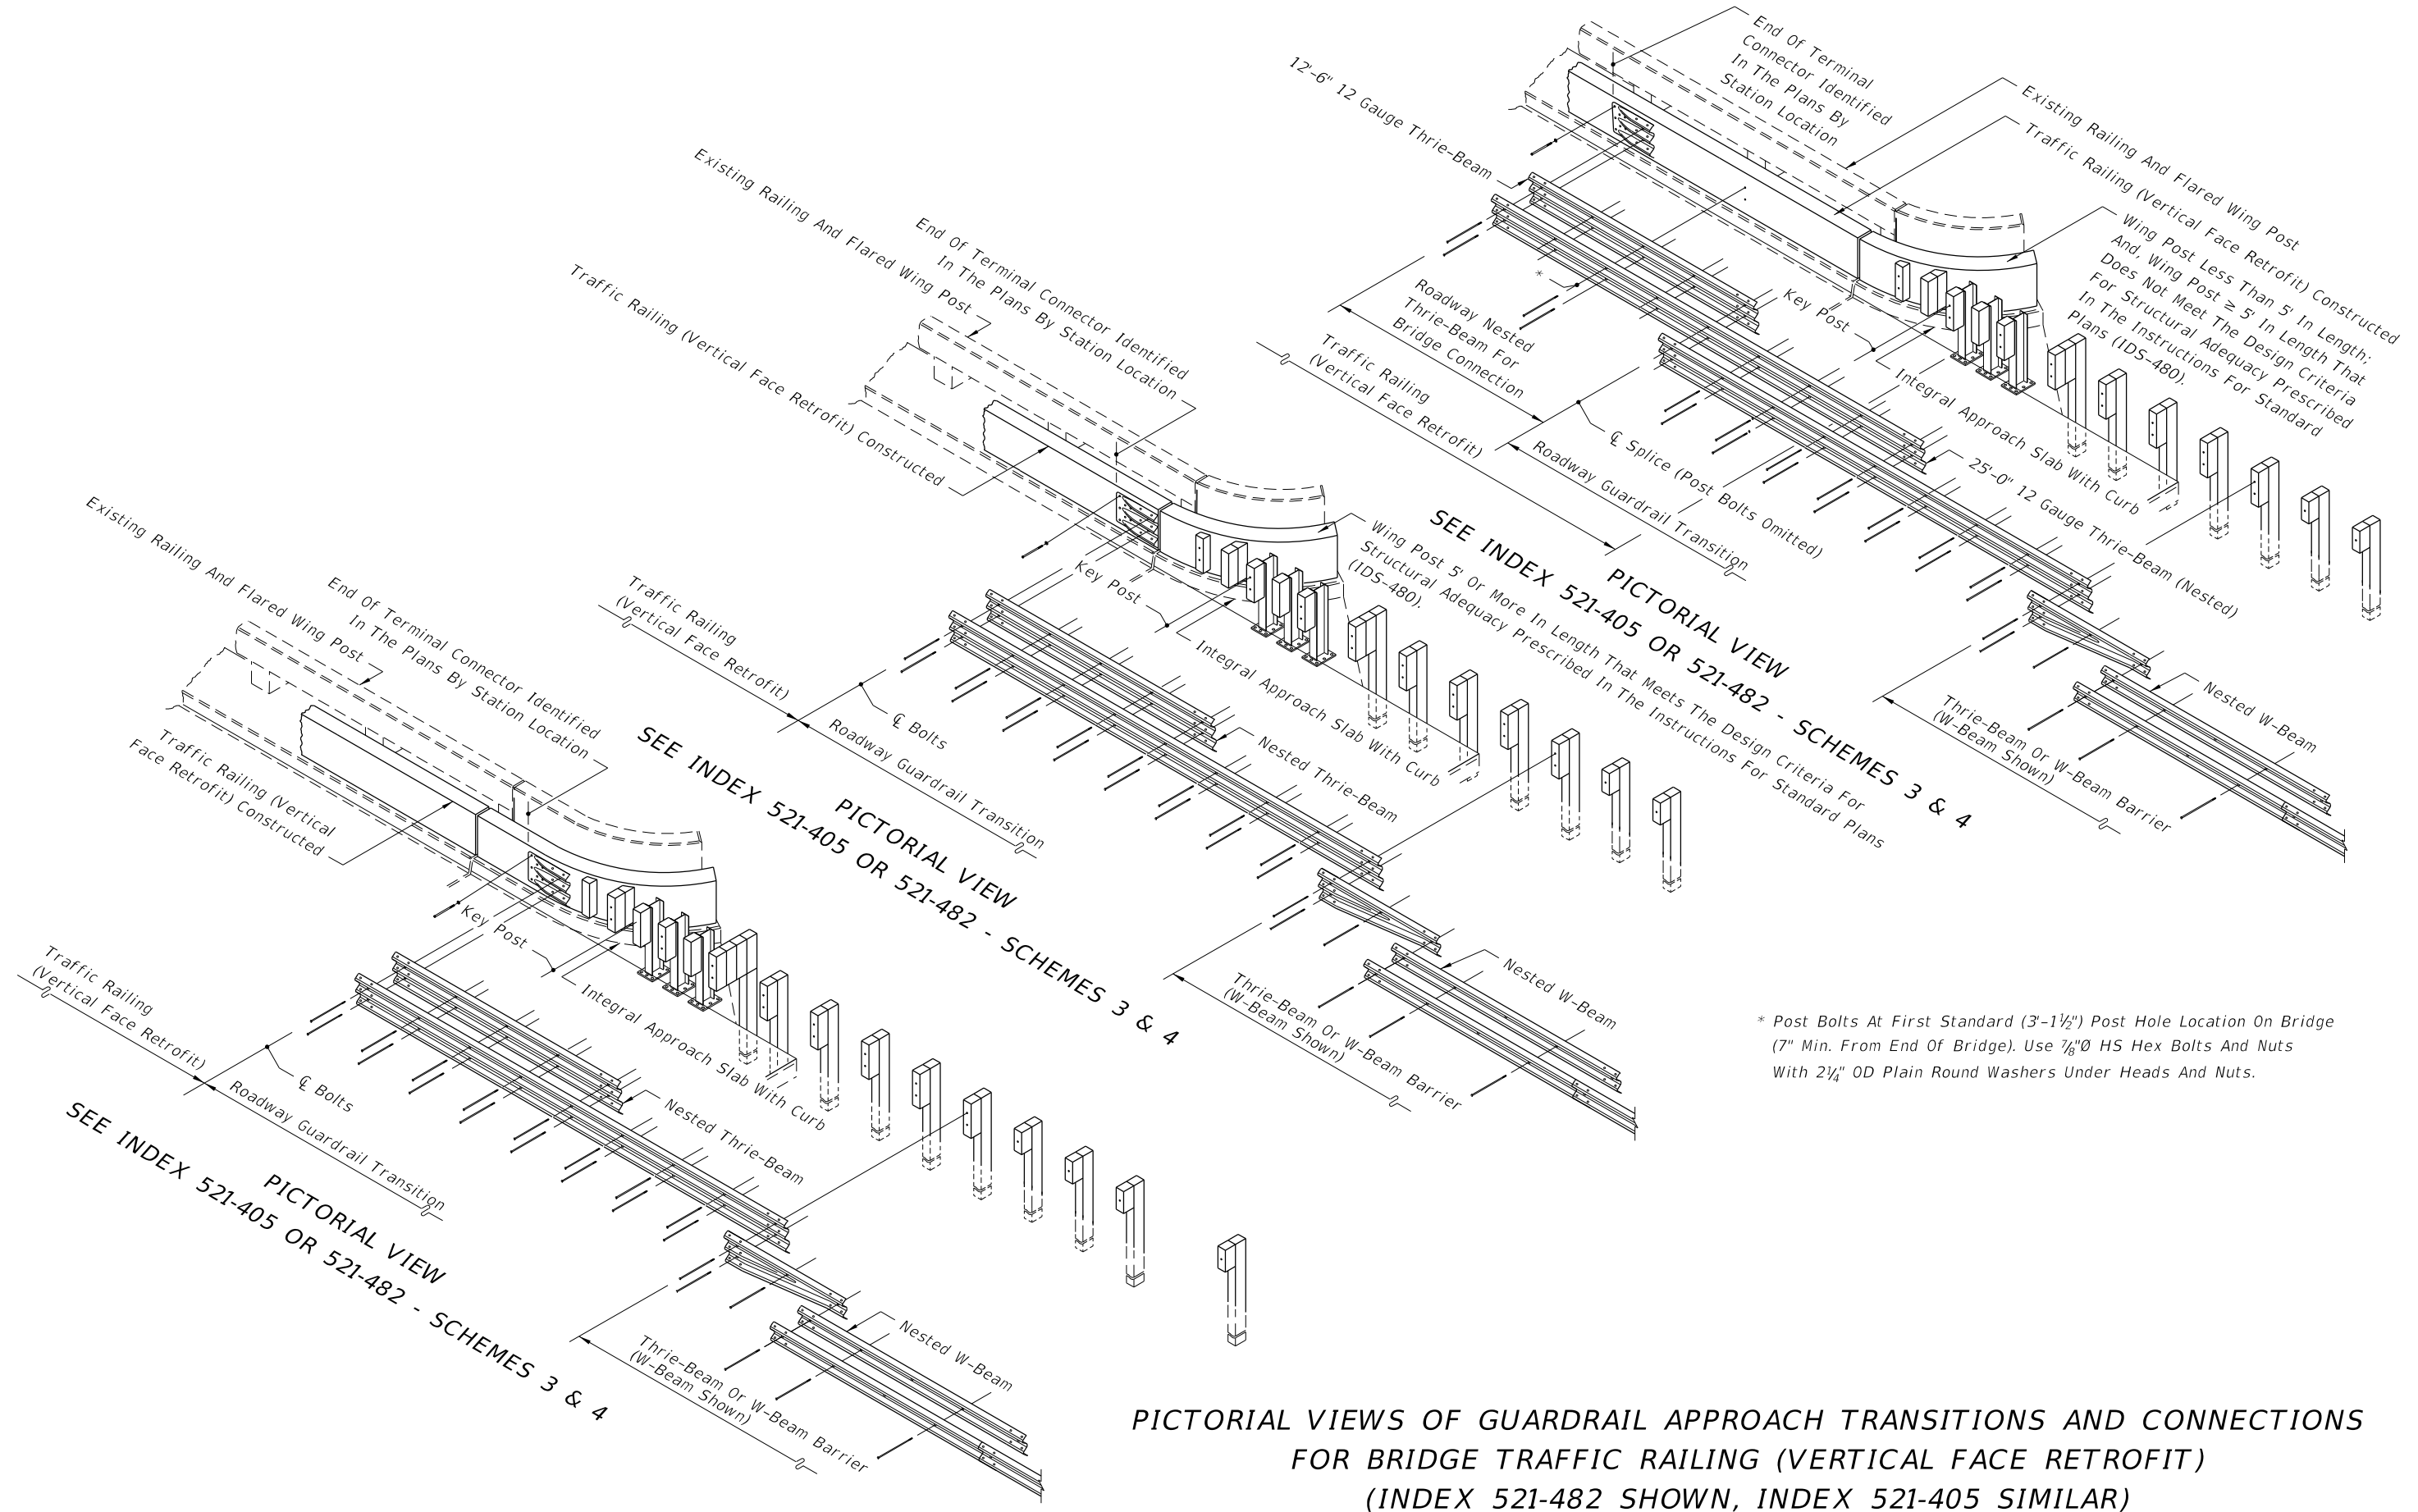 End Of Terminal
Connector Identified
In The Plans By
Station Location
12'-6" 12 Gauge Thrie-Beam
Existing Railing And Flared Wing Post
Traffic Railing (Vertical Face Retrofit) Constructed
Wing Post Less Than 5' In Length;
And, Wing Post ≥ 5' In Length That
Does Not Meet The Design Criteria
For Structural Adequacy Prescribed
In The Instructions For Standard
Plans (IDS-480).
*
Roadway Nested
Thrie-Beam For
Bridge Connection
Traffic Railing
(Vertical Face Retrofit)
Key Post
Integral Approach Slab With Curb
℄ Splice (Post Bolts Omitted)
Roadway Guardrail Transition
25'-0" 12 Gauge Thrie-Beam (Nested)
Nested W-Beam
Thrie-Beam Or W-Beam Barrier
(W-Beam Shown)
PICTORIAL VIEW
SEE INDEX 521-405 OR 521-482 - SCHEMES 3 & 4
Existing Railing And Flared Wing Post
End Of Terminal Connector Identified
In The Plans By Station Location
Traffic Railing (Vertical Face Retrofit) Constructed
Wing Post 5' Or More In Length That Meets The Design Criteria For
Structural Adequacy Prescribed In The Instructions For Standard Plans
(IDS-480).
Key Post
Integral Approach Slab With Curb
Traffic Railing
(Vertical Face Retrofit)
℄ Bolts
Roadway Guardrail Transition
Nested Thrie-Beam
Nested W-Beam
Thrie-Beam Or W-Beam Barrier
(W-Beam Shown)
PICTORIAL VIEW
SEE INDEX 521-405 OR 521-482 - SCHEMES 3 & 4
Existing Railing And Flared Wing Post
End Of Terminal Connector Identified
In The Plans By Station Location
Traffic Railing (Vertical
Face Retrofit) Constructed
Key Post
Integral Approach Slab With Curb
Traffic Railing
(Vertical Face Retrofit)
℄ Bolts
Roadway Guardrail Transition
Nested Thrie-Beam
Nested W-Beam
Thrie-Beam Or W-Beam Barrier
(W-Beam Shown)
PICTORIAL VIEW
SEE INDEX 521-405 OR 521-482 - SCHEMES 3 & 4
* Post Bolts At First Standard (3'-1½") Post Hole Location On Bridge
(7" Min. From End Of Bridge). Use ⅞"Ø HS Hex Bolts And Nuts
With 2¼" OD Plain Round Washers Under Heads And Nuts.
PICTORIAL VIEWS OF GUARDRAIL APPROACH TRANSITIONS AND CONNECTIONS
FOR BRIDGE TRAFFIC RAILING (VERTICAL FACE RETROFIT)
(INDEX 521-482 SHOWN, INDEX 521-405 SIMILAR)